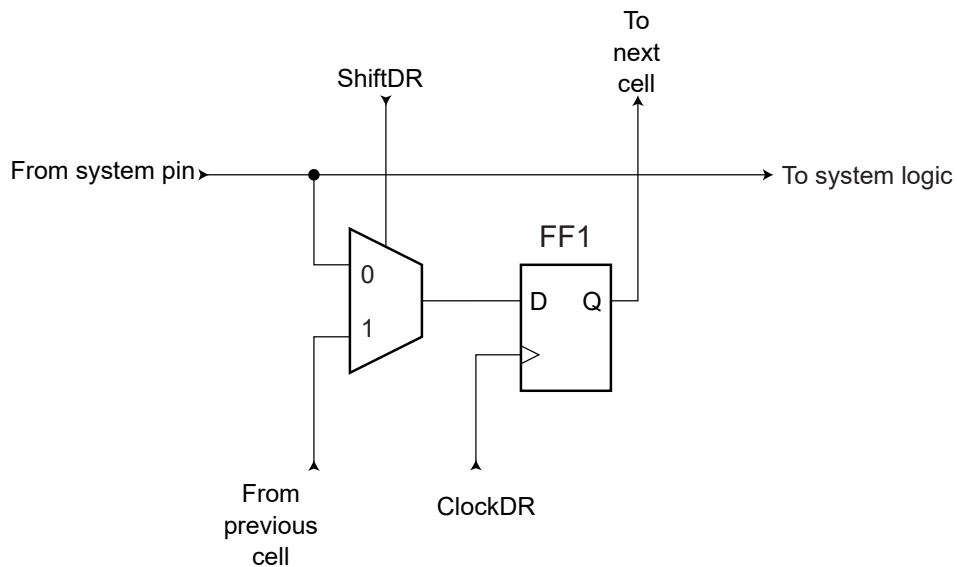 To
next
cell
ShiftDR
From system pin
To system logic
FF1
0
D Q
1
From
previous
cell
ClockDR